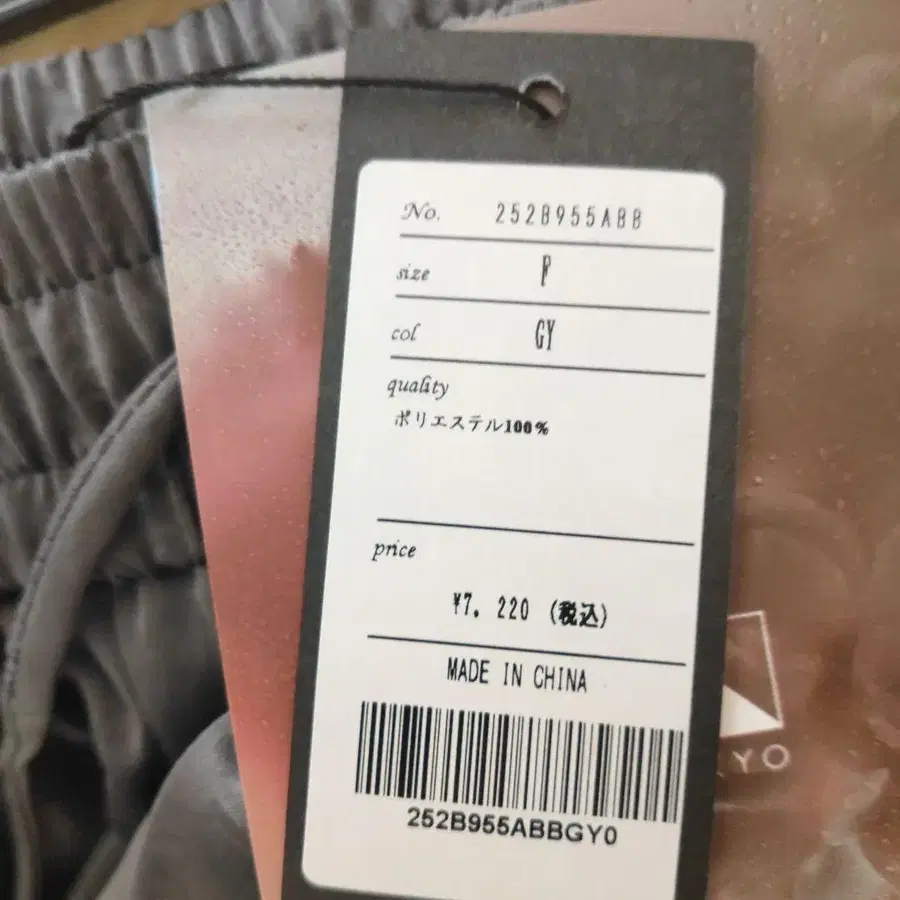 No. 252B955ABB
size F
col GY
quality
ポリエステル100%
price
¥7,220 (税込)
MADE IN CHINA
252B955ABBGY0
YO